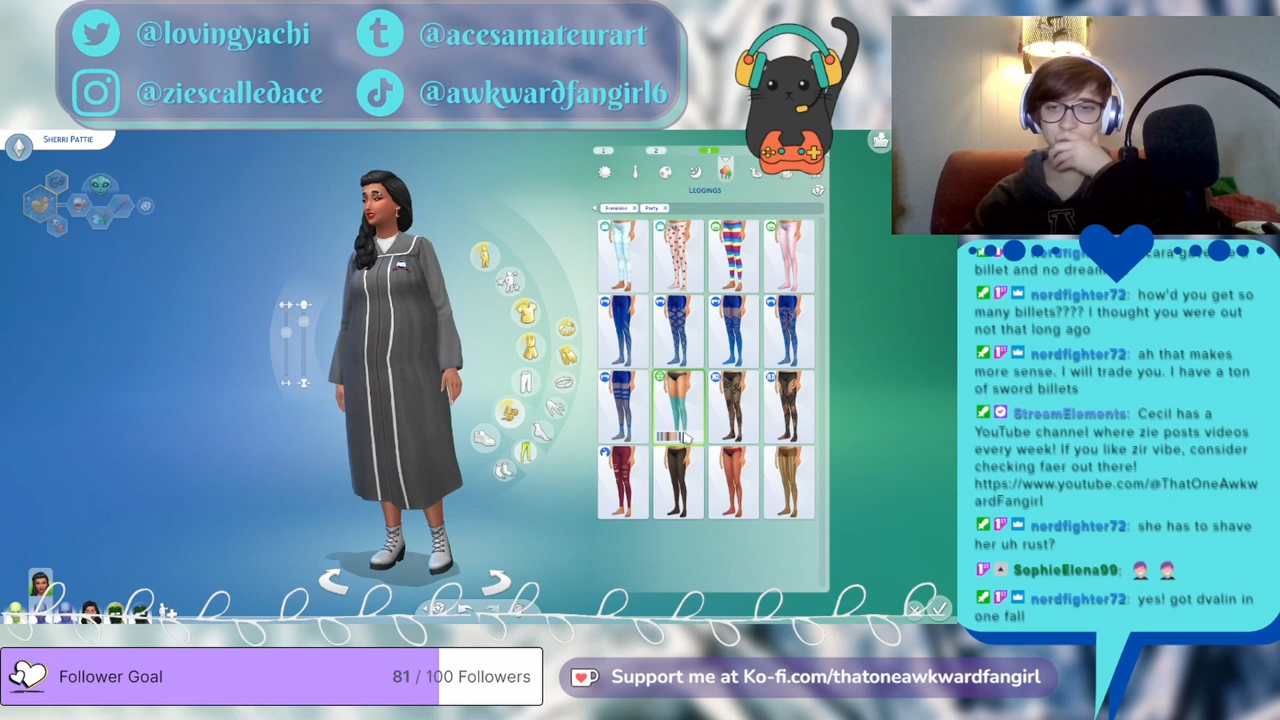 @lovingyachi
@acesamateurart
@ziescalledace
@awkwardfangirl6
SHERRI PATTIE
1
2
3
LEGGINGS
Feminine X
Party X
billet and no dream
nerdfighter72: how'd you get so
many billets???? I thought you were out
not that long ago
nerdfighter72: ah that makes
more sense. I will trade you. I have a ton
of sword billets
StreamElements: Cecil has a
YouTube channel where zie posts videos
every week! If you like zir vibe, consider
checking faer out there!
https://www.youtube.com/@ThatOneAwkw
ardFangirl
nerdfighter72: she has to shave
her uh rust?
SophieElena99:
nerdfighter72: yes! got dvalin in
one fall
Follower Goal
81 / 100 Followers
Support me at Ko-fi.com/thatoneawkwardfangirl